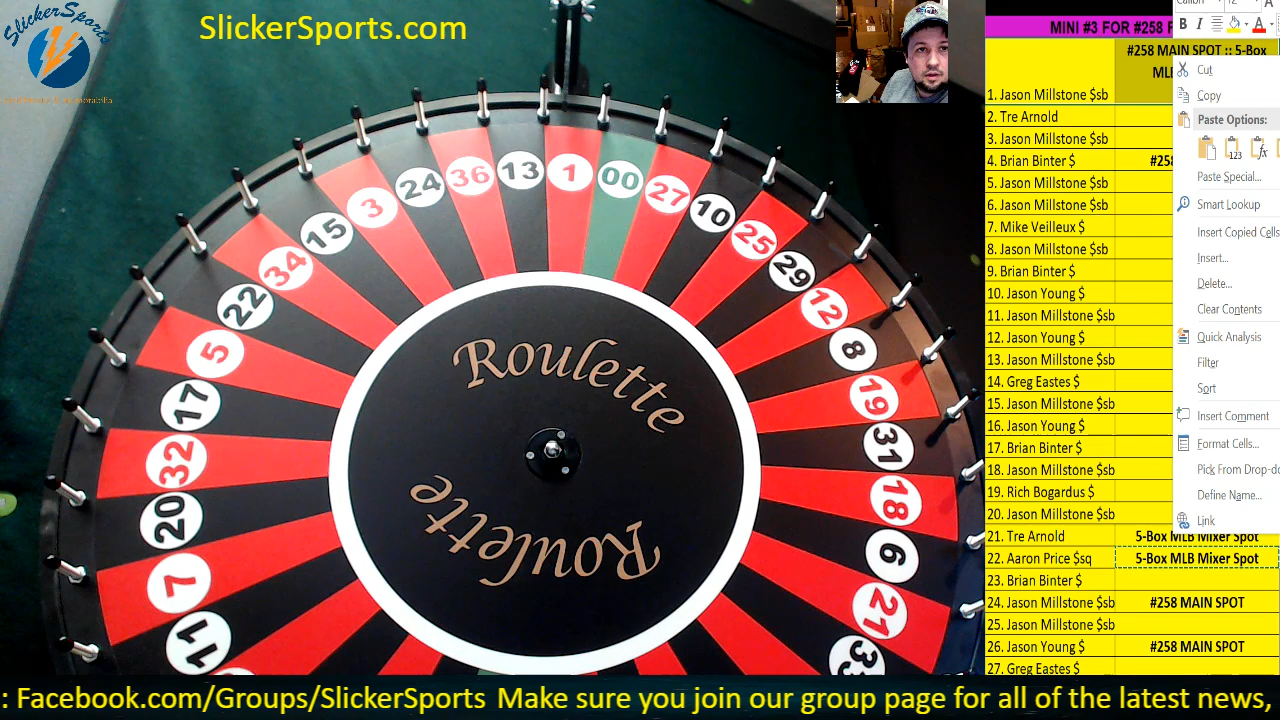 SlickerSports
SlickerSports.com
Roulette
Roulette
13
1
00
27
10
25
29
12
8
19
31
18
6
21
33
36
24
3
15
34
22
5
17
32
20
7
11
MINI #3 FOR #258
#258 MAIN SPOT :: 5-Box
1. Jason Millstone $sb
2. Tre Arnold
3. Jason Millstone $sb
4. Brian Binter $
5. Jason Millstone $sb
6. Jason Millstone $sb
7. Mike Veilleux $
8. Jason Millstone $sb
9. Brian Binter $
10. Jason Young $
11. Jason Millstone $sb
12. Jason Young $
13. Jason Millstone $sb
14. Greg Eastes $
15. Jason Millstone $sb
16. Jason Young $
17. Brian Binter $
18. Jason Millstone $sb
19. Rich Bogardus $
20. Jason Millstone $sb
21. Tre Arnold 5-Box MLB Mixer Spot
22. Aaron Price $sq 5-Box MLB Mixer Spot
23. Brian Binter $
24. Jason Millstone $sb #258 MAIN SPOT
25. Jason Millstone $sb
26. Jason Young $ #258 MAIN SPOT
27. Greg Eastes $
B I A
Cut
Copy
Paste Options:
123 fx
Paste Special...
Smart Lookup
Insert Copied Cells
Insert...
Delete...
Clear Contents
Quick Analysis
Filter
Sort
Insert Comment
Format Cells...
Pick From Drop-d
Define Name...
Link
: Facebook.com/Groups/SlickerSports Make sure you join our group page for all of the latest news,